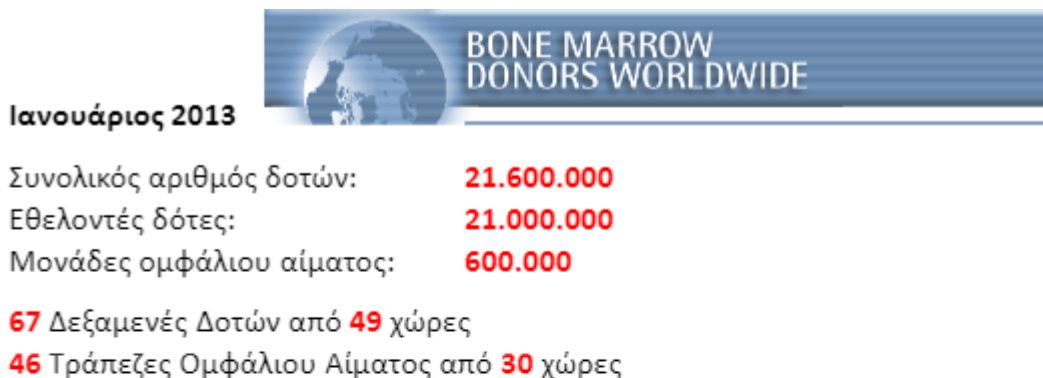 BONE MARROW
DONORS WORLDWIDE
Ιανουάριος 2013
Συνολικός αριθμός δοτών: 21.600.000
Εθελοντές δότες: 21.000.000
Μονάδες ομφάλιου αίματος: 600.000
67 Δεξαμενές Δοτών από 49 χώρες
46 Τράπεζες Ομφάλιου Αίματος από 30 χώρες